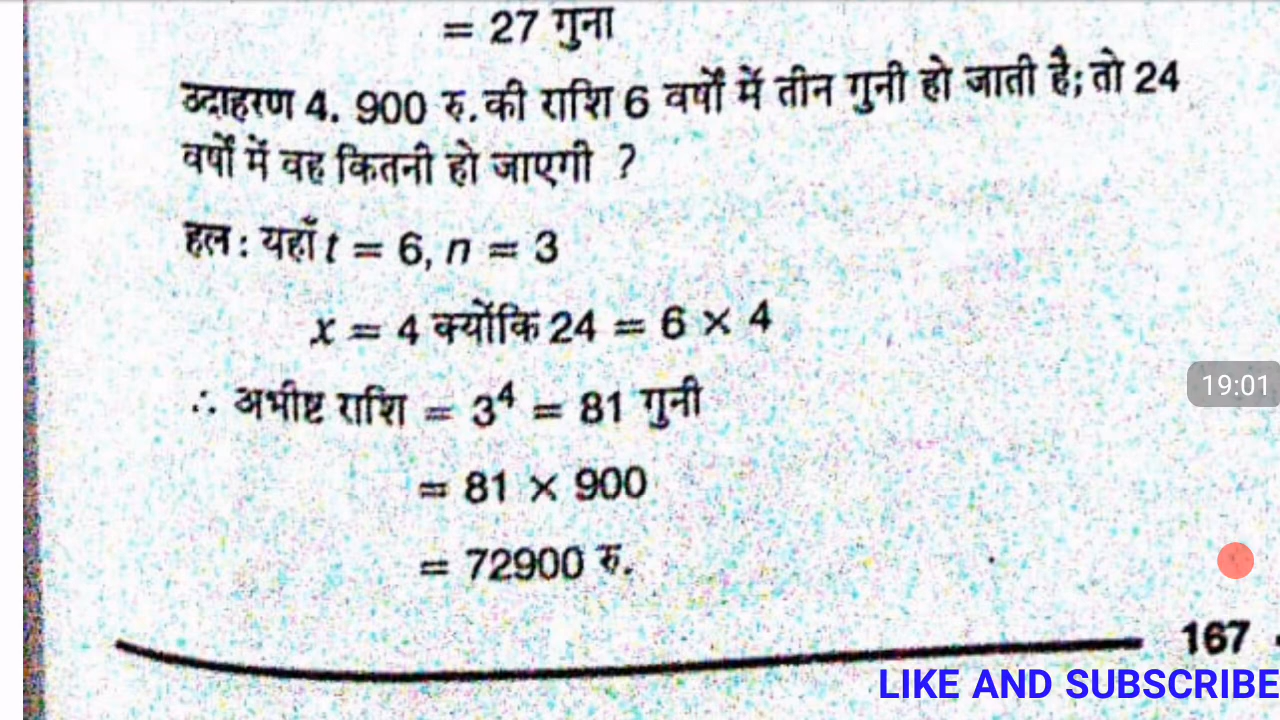 = 27 गुना
उदाहरण 4. 900 रु. की राशि 6 वर्षों में तीन गुनी हो जाती है; तो 24
वर्षों में वह कितनी हो जाएगी ?
हल : यहाँ t = 6, n = 3
x = 4 क्योंकि 24 = 6 × 4
19:01
∴ अभीष्ट राशि = 3⁴ = 81 गुनी
= 81 × 900
= 72900 रु.
167
LIKE AND SUBSCRIBE